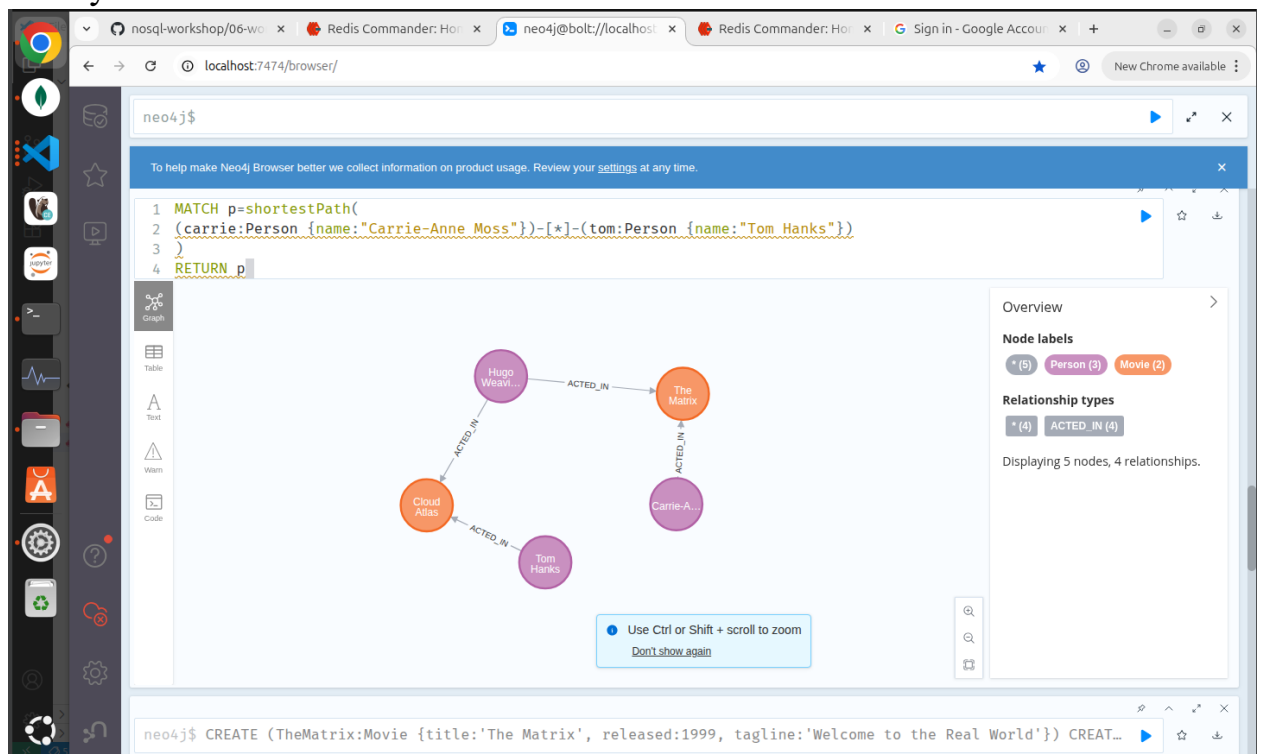 nosql-workshop/06-wo
Redis Commander: Hor
neo4j@bolt://localhost
Redis Commander: Hor
Sign in - Google Accoun
localhost:7474/browser/
New Chrome available
neo4j$
To help make Neo4j Browser better we collect information on product usage. Review your settings at any time.
1 MATCH p=shortestPath(
2 (carrie:Person {name:"Carrie-Anne Moss"})-[*]-(tom:Person {name:"Tom Hanks"})
3 )
4 RETURN p
Graph
Table
Text
Warn
Code
Hugo
Weavi...
ACTED_IN
The
Matrix
ACTED_IN
ACTED_IN
Cloud
Atlas
Carrie-A...
ACTED_IN
Tom
Hanks
Overview
Node labels
* (5) Person (3) Movie (2)
Relationship types
* (4) ACTED_IN (4)
Displaying 5 nodes, 4 relationships.
Use Ctrl or Shift + scroll to zoom
Don't show again
neo4j$ CREATE (TheMatrix:Movie {title:'The Matrix', released:1999, tagline:'Welcome to the Real World'}) CREAT…
jupyter